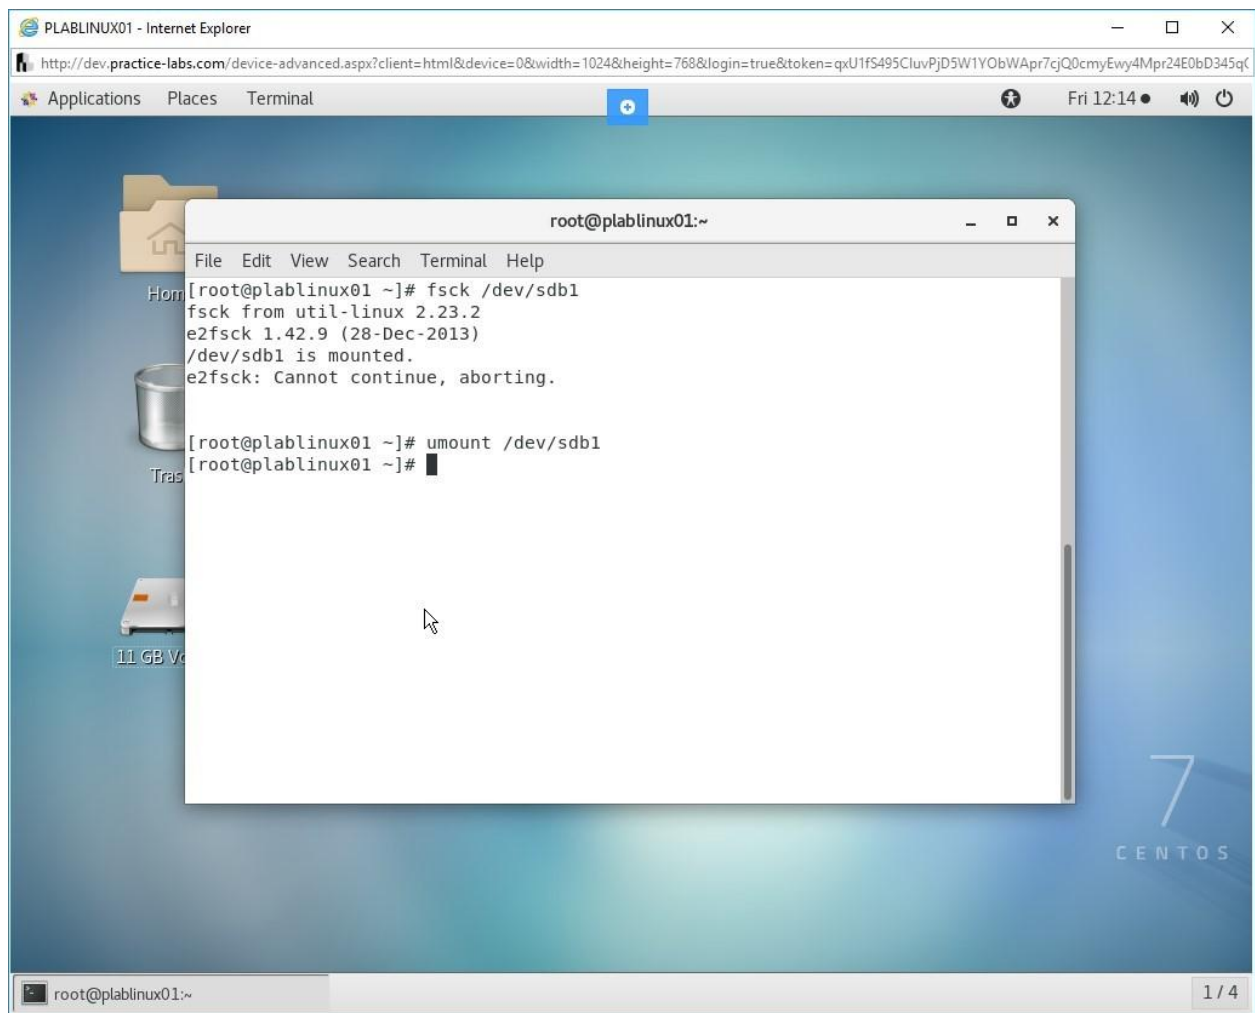 PLABLINUX01 - Internet Explorer
http://dev.practice-labs.com/device-advanced.aspx?client=html&device=0&width=1024&height=768&login=true&token=qxU1fS495CluvPjD5W1YObWApr7cjQ0cmyEwy4Mpr24E0bD345q(
Applications Places Terminal Fri 12:14
root@plablinux01:~
File Edit View Search Terminal Help
[root@plablinux01 ~]# fsck /dev/sdb1
fsck from util-linux 2.23.2
e2fsck 1.42.9 (28-Dec-2013)
/dev/sdb1 is mounted.
e2fsck: Cannot continue, aborting.
[root@plablinux01 ~]# umount /dev/sdb1
[root@plablinux01 ~]#
Hom
Tras
11 GB Vo
7
CENTOS
root@plablinux01:~
1 / 4